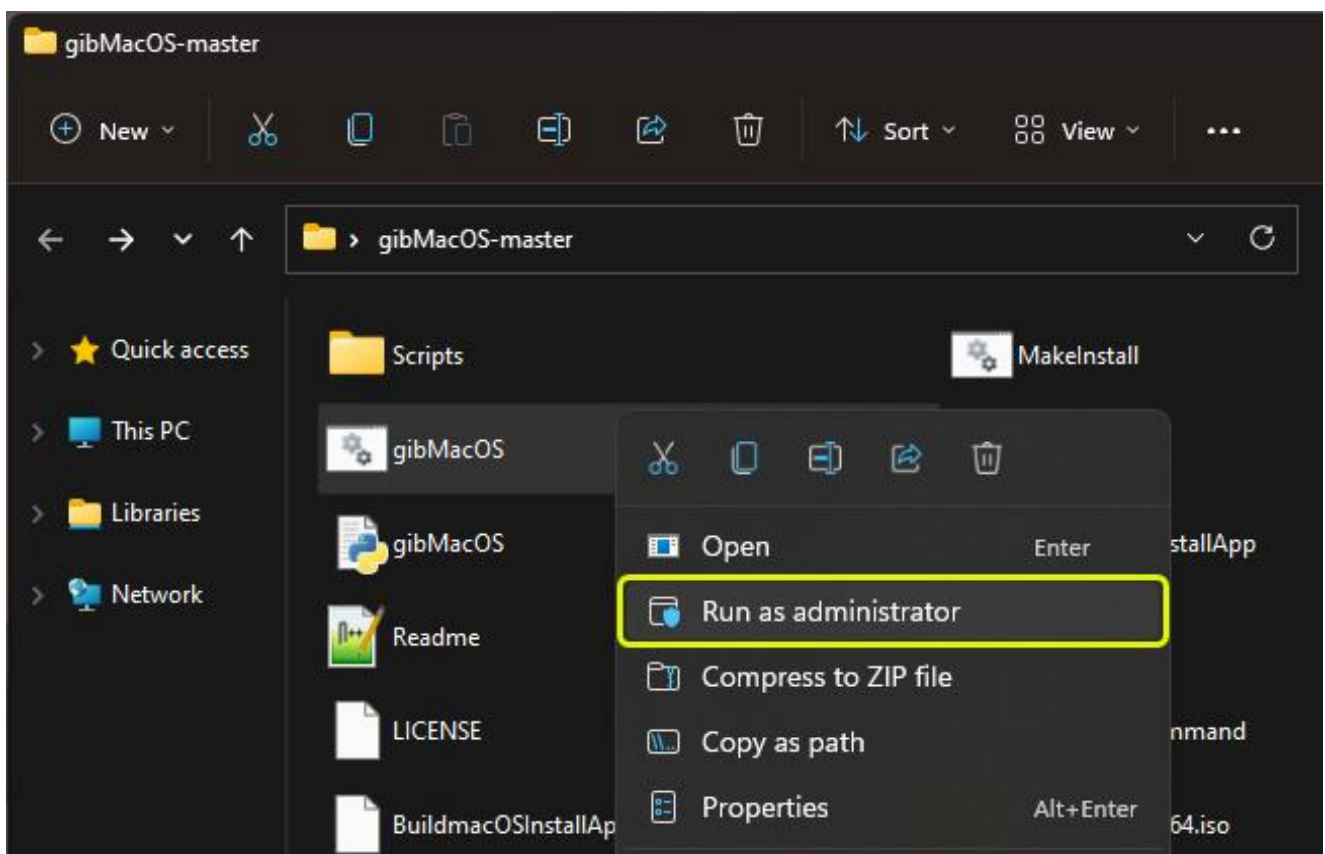 gibMacOS-master
New
Sort
View
gibMacOS-master
Quick access
This PC
Libraries
Network
Scripts
MakeInstall
gibMacOS
gibMacOS
stallApp
Readme
LICENSE
mmand
BuildmacOSInstallAp
64.iso
Open Enter
Run as administrator
Compress to ZIP file
Copy as path
Properties Alt+Enter